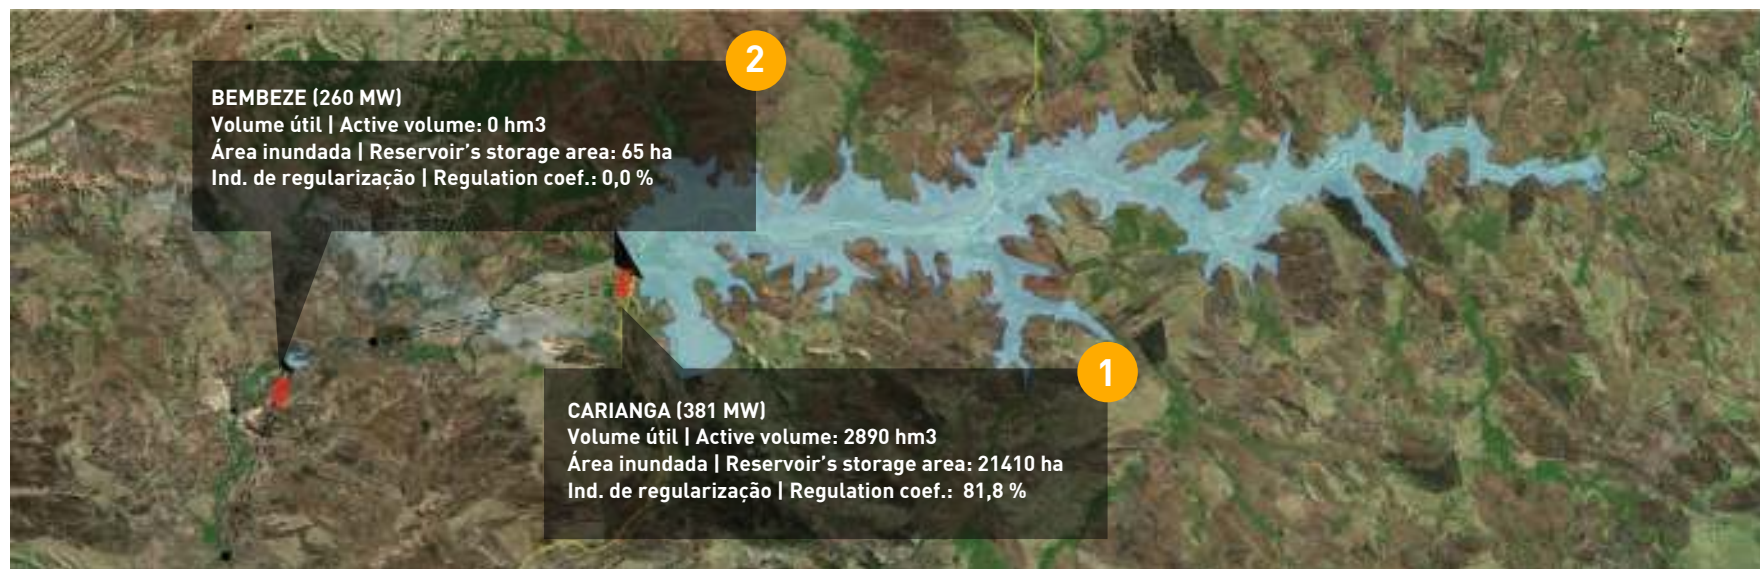 2
BEMBEZE (260 MW)
Volume útil | Active volume: 0 hm3
Área inundada | Reservoir's storage area: 65 ha
Ind. de regularização | Regulation coef.: 0,0 %
1
CARIANGA (381 MW)
Volume útil | Active volume: 2890 hm3
Área inundada | Reservoir's storage area: 21410 ha
Ind. de regularização | Regulation coef.: 81,8 %